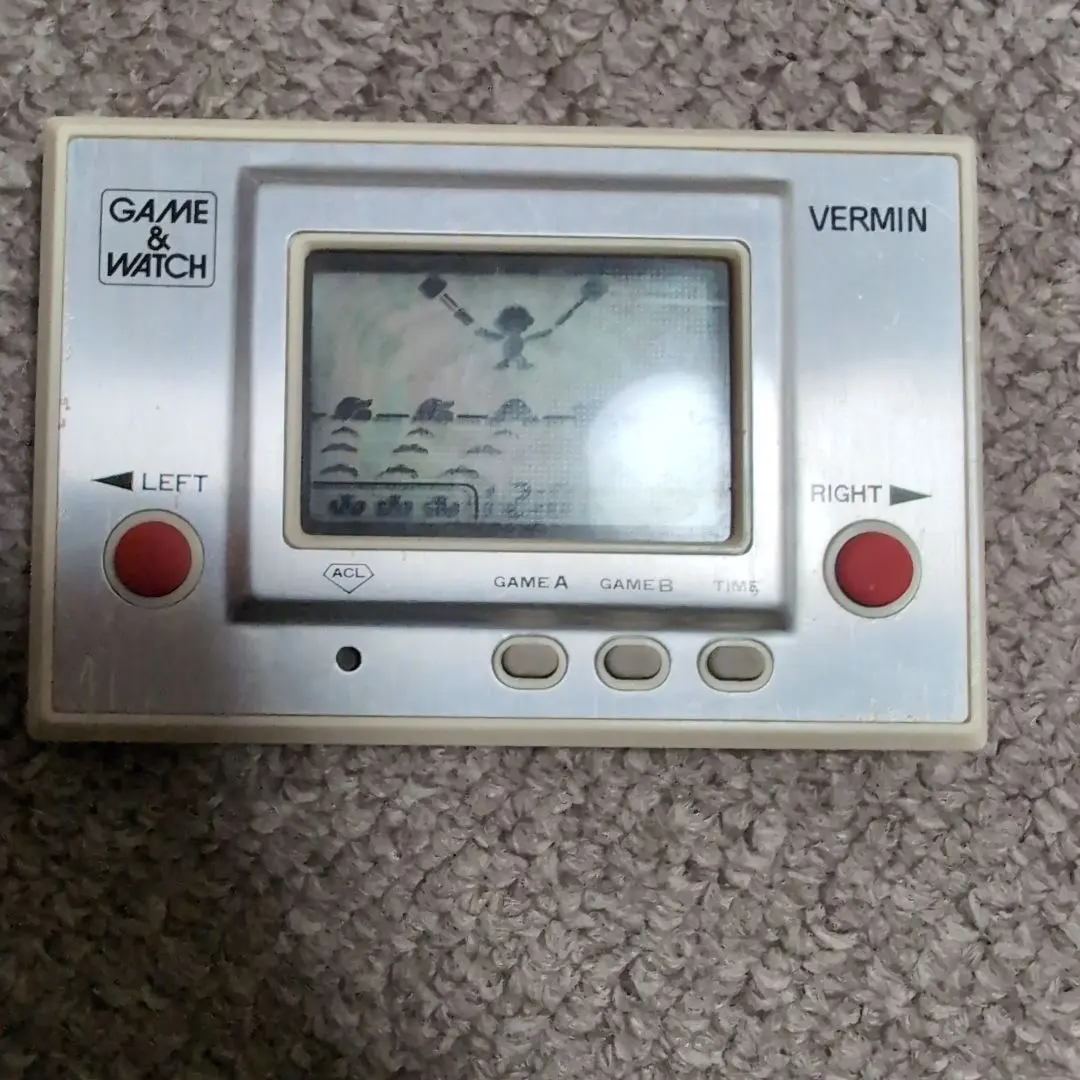 GAME
&
WATCH
VERMIN
LEFT
RIGHT
ACL
GAME A
GAME B
TIME